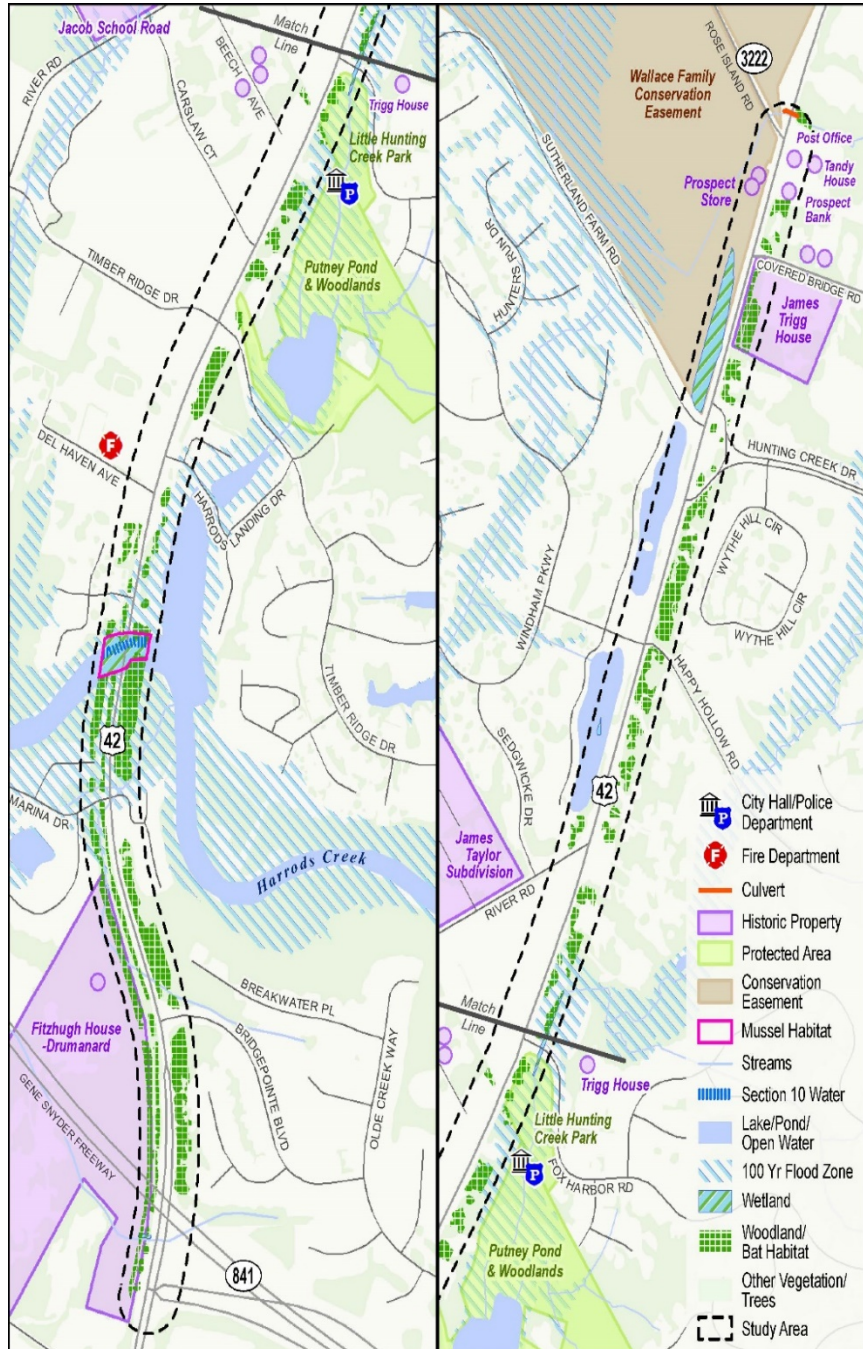 Jacob School Road
RIVER RD
CARSLAW CT
BEECH AVE
Match
Line
Trigg House
Little Hunting
Creek Park
P
Putney Pond
& Woodlands
TIMBER RIDGE DR
F
DEL HAVEN AVE
HARRODS LANDING DR
TIMBER RIDGE DR
42
MARINA DR
Harrods Creek
BREAKWATER PL
Fitzhugh House
-Drumanard
BRIDGEPOINTE BLVD
OLDE CREEK WAY
GENE SNYDER FREEWAY
841
3222
ROSE ISLAND RD
Wallace Family
Conservation
Easement
Post Office
Tandy
House
Prospect
Store
Prospect
Bank
SUTHERLAND FARM RD
HUNTERS RUN DR
COVERED BRIDGE RD
James
Trigg
House
HUNTING CREEK DR
WYTHE HILL CIR
WYTHE HILL CIR
WINDHAM PKWY
HAPPY HOLLOW RD
SEDGWICKE DR
42
James
Taylor
Subdivision
RIVER RD
Match
Line
Trigg House
Little Hunting
Creek Park
P
FOX HARBOR RD
Putney Pond
& Woodlands
P
City Hall/Police
Department
F
Fire Department
Culvert
Historic Property
Protected Area
Conservation
Easement
Mussel Habitat
Streams
Section 10 Water
Lake/Pond/
Open Water
100 Yr Flood Zone
Wetland
Woodland/
Bat Habitat
Other Vegetation/
Trees
Study Area